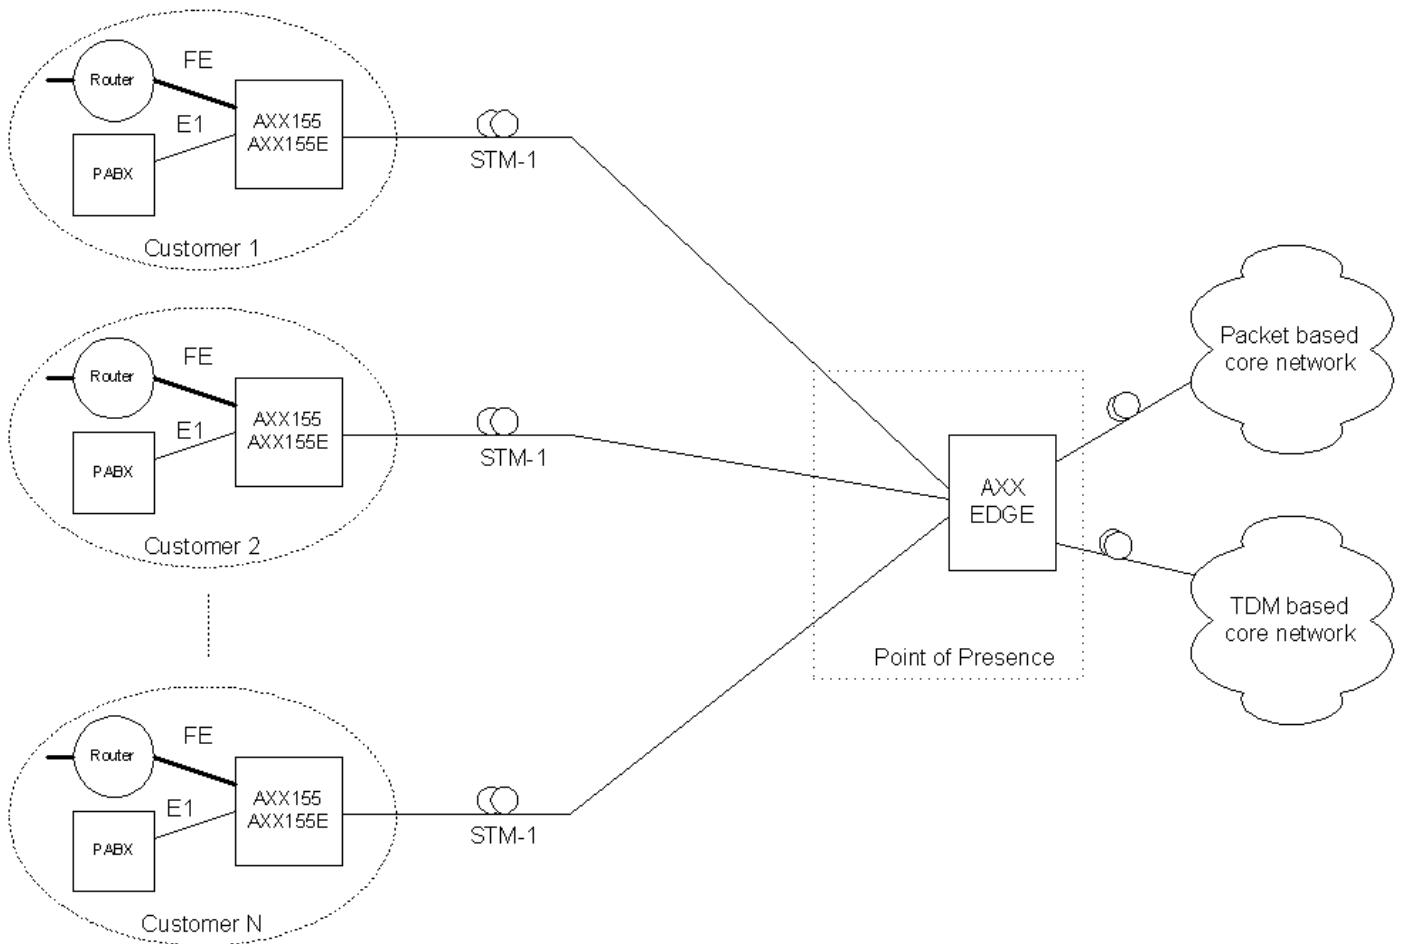 FE
Router
AXX155
AXX155E
E1
PABX
STM-1
Customer 1
FE
Router
AXX155
AXX155E
E1
PABX
STM-1
Customer 2
Packet based
core network
AXX
EDGE
TDM based
core network
Point of Presence
FE
Router
AXX155
AXX155E
E1
PABX
STM-1
Customer N